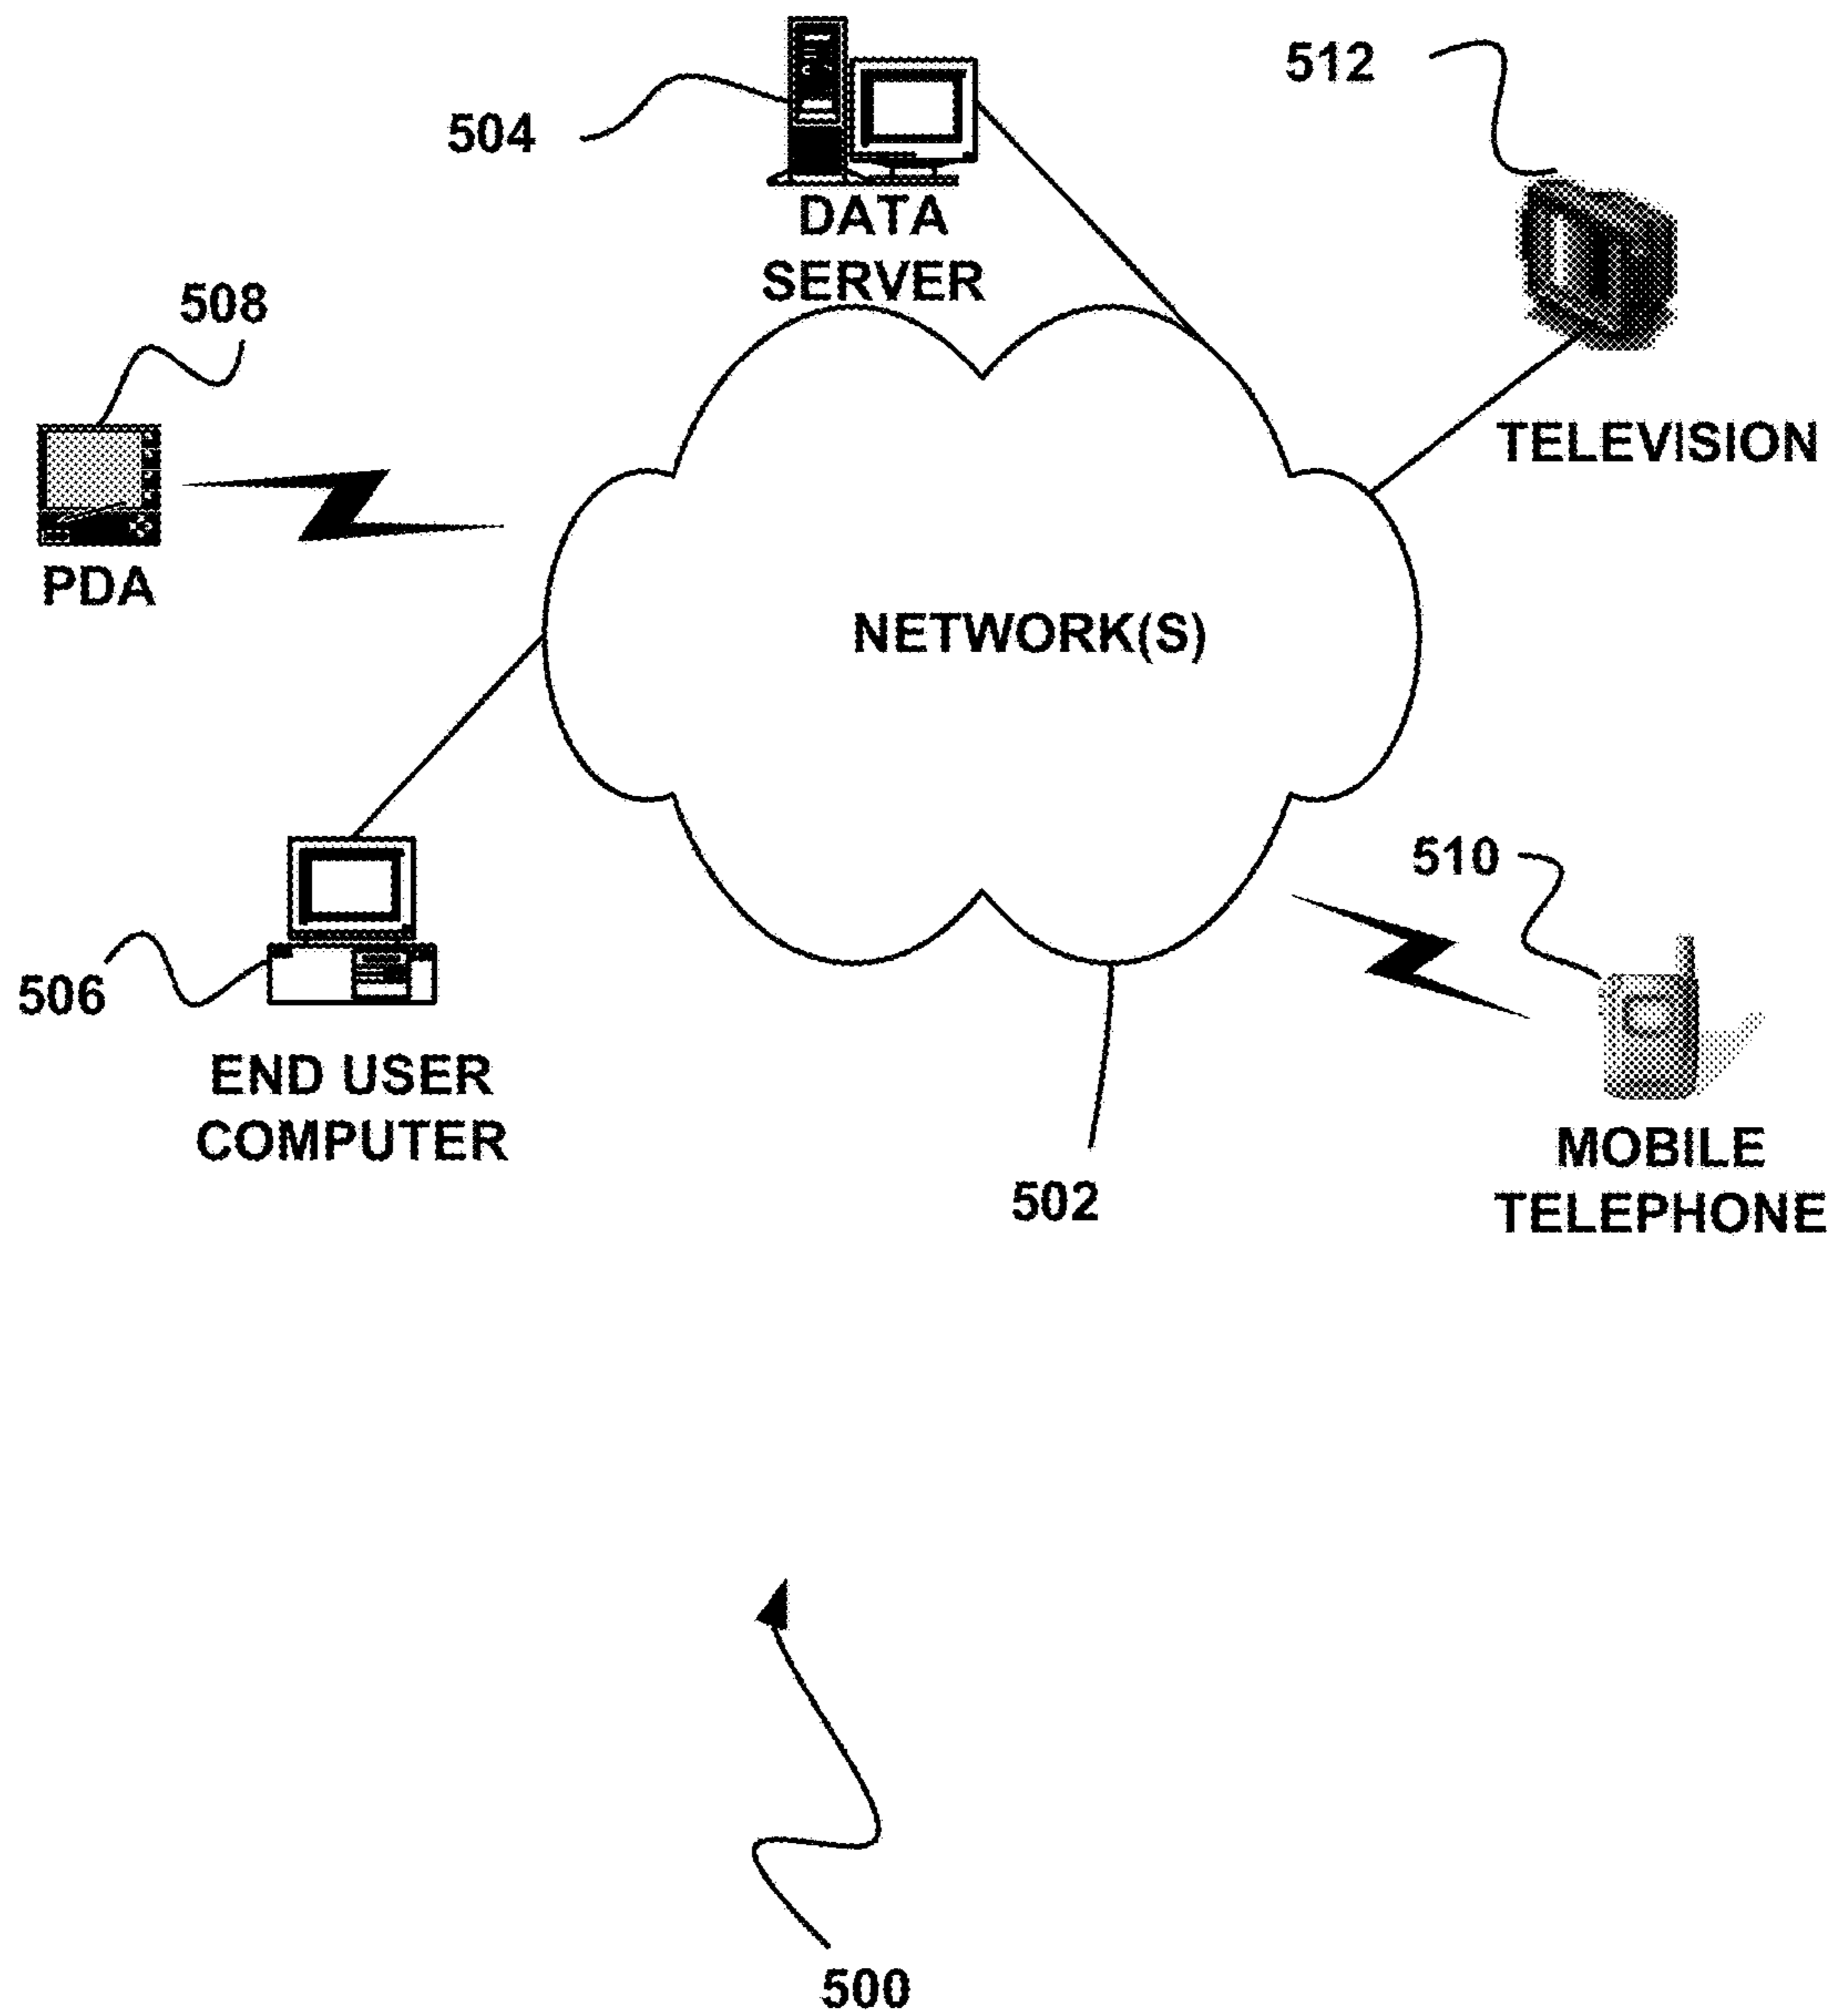 512
504
DATA
SERVER
508
TELEVISION
PDA
NETWORK(S)
510
506
END USER
COMPUTER
MOBILE
TELEPHONE
502
500